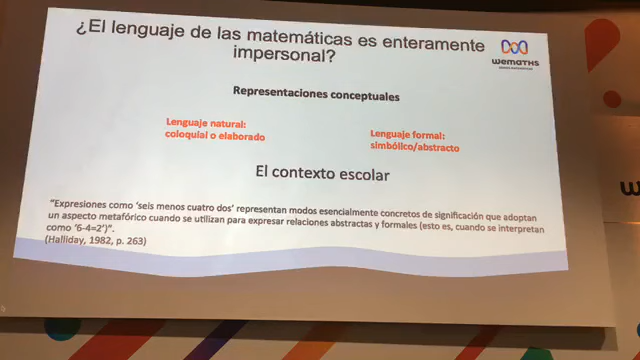 ¿El lenguaje de las matemáticas es enteramente
impersonal?
wemaths
Representaciones conceptuales
Lenguaje natural:
coloquial o elaborado
Lenguaje formal:
simbólico/abstracto
El contexto escolar
"Expresiones como 'seis menos cuatro dos' representan modos esencialmente concretos de significación que adoptan
un aspecto metafórico cuando se utilizan para expresar relaciones abstractas y formales (esto es, cuando se interpretan
como '6-4=2')".
(Halliday, 1982, p. 263)